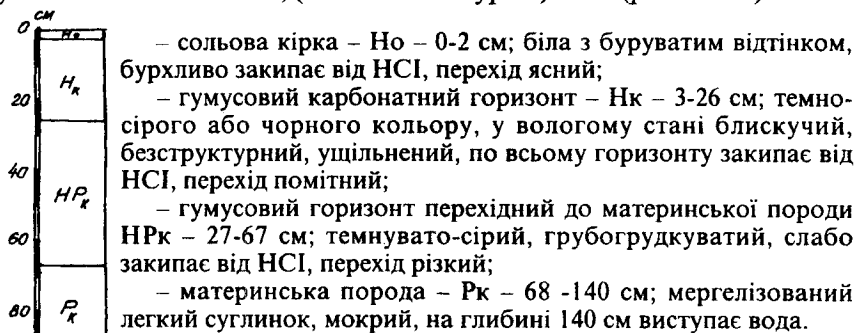 см
0
Но
– сольова кірка – Но – 0-2 см; біла з буруватим відтінком,
бурхливо закипає від HCI, перехід ясний;
Нк
– гумусовий карбонатний горизонт – Нк – 3-26 см; темно-
20
сірого або чорного кольору, у вологому стані блискучий,
безструктурний, ущільнений, по всьому горизонту закипає від
40
HCI, перехід помітний;
НРк
– гумусовий горизонт перехідний до материнської породи
60
НРк – 27-67 см; темнувато-сірий, грубогрудкуватий, слабо
закипає від HCI, перехід різкий;
– материнська порода – Рк – 68 -140 см; мергелізований
80
Рк
легкий суглинок, мокрий, на глибині 140 см виступає вода.